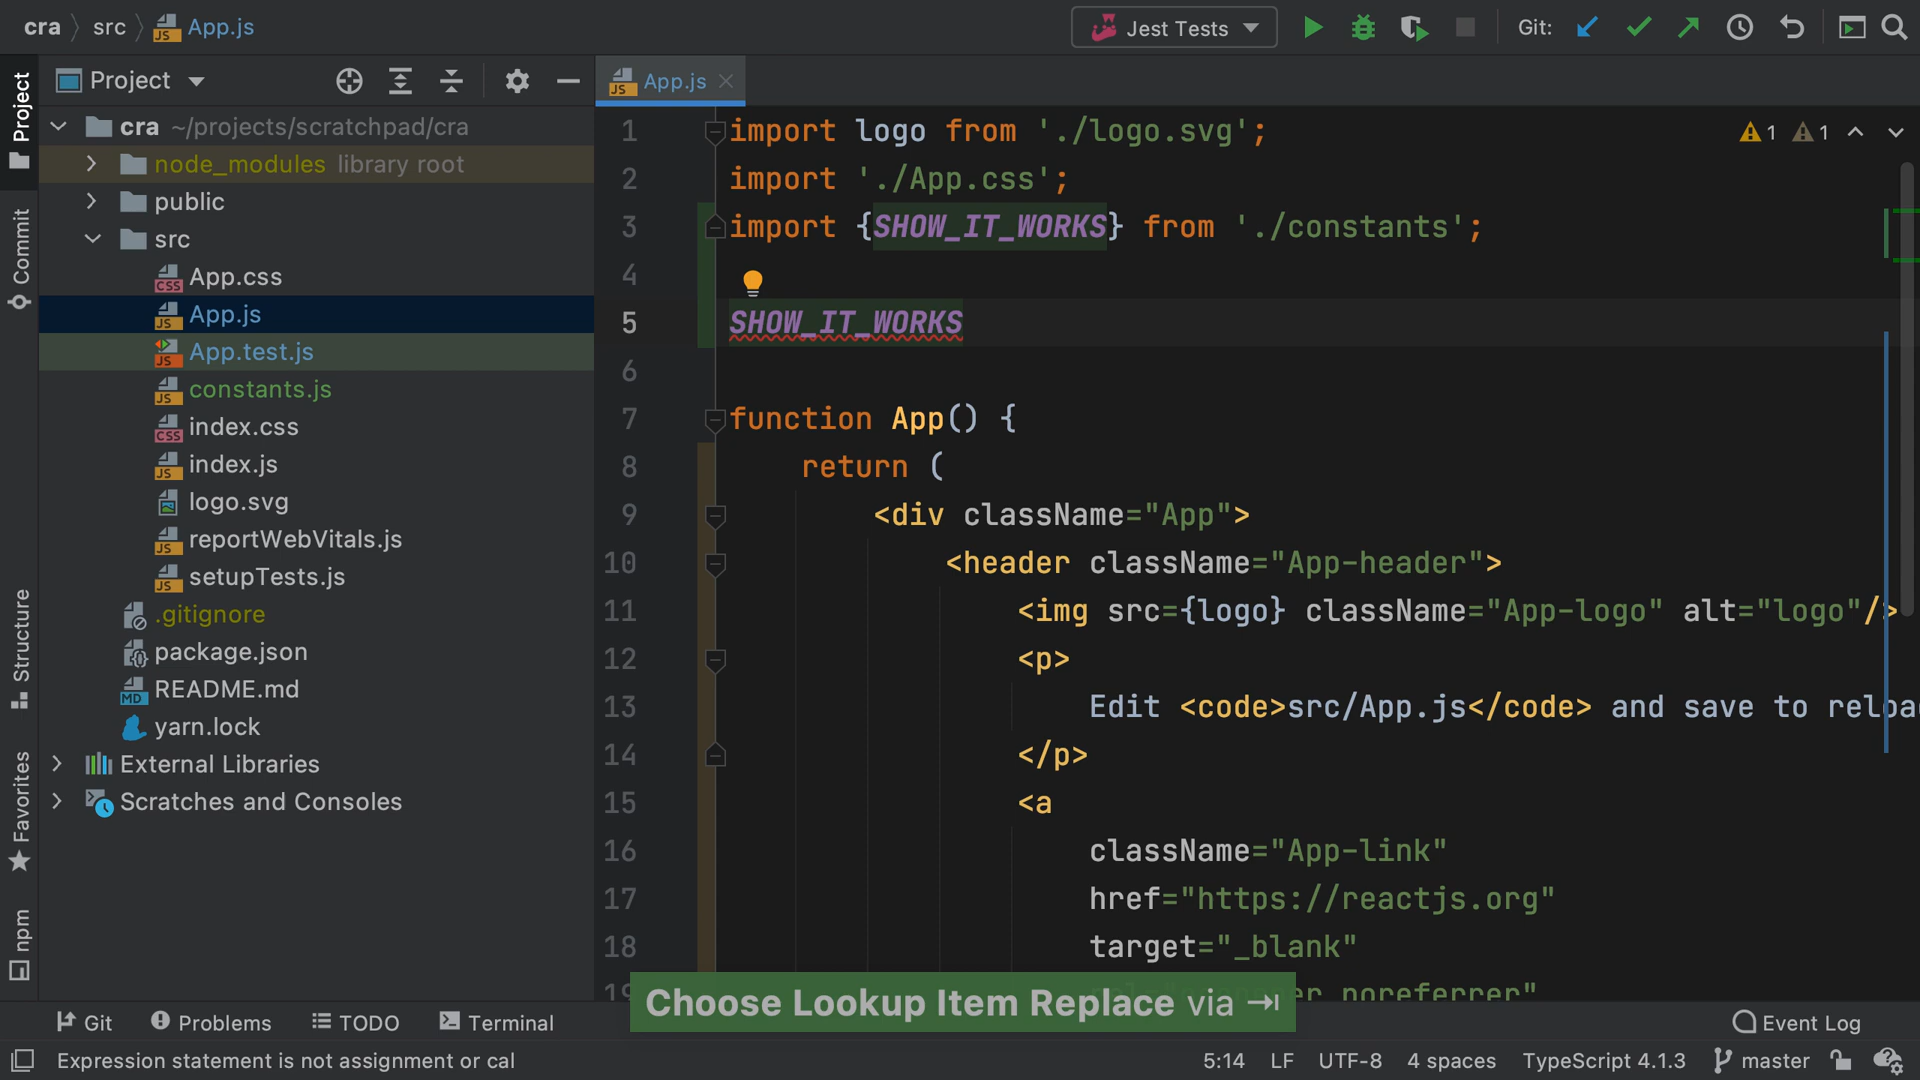 cra src App.js
Jest Tests
Git:
Project
App.js
cra ~/projects/scratchpad/cra
node_modules library root
public
src
App.css
App.js
App.test.js
constants.js
index.css
index.js
logo.svg
reportWebVitals.js
setupTests.js
.gitignore
package.json
README.md
yarn.lock
External Libraries
Scratches and Consoles
Project
Commit
Structure
Favorites
npm
1 import logo from './logo.svg';
2 import './App.css';
3 import {SHOW_IT_WORKS} from './constants';
4
5 SHOW_IT_WORKS
6
7 function App() {
8 return (
9 <div className="App">
10 <header className="App-header">
11 <img src={logo} className="App-logo" alt="logo"/>
12 <p>
13 Edit <code>src/App.js</code> and save to reloa
14 </p>
15 <a
16 className="App-link"
17 href="https://reactjs.org"
18 target="_blank"
noreferrer"
1 1
Choose Lookup Item Replace via
Git Problems TODO Terminal
Event Log
Expression statement is not assignment or cal
5:14 LF UTF-8 4 spaces TypeScript 4.1.3 master